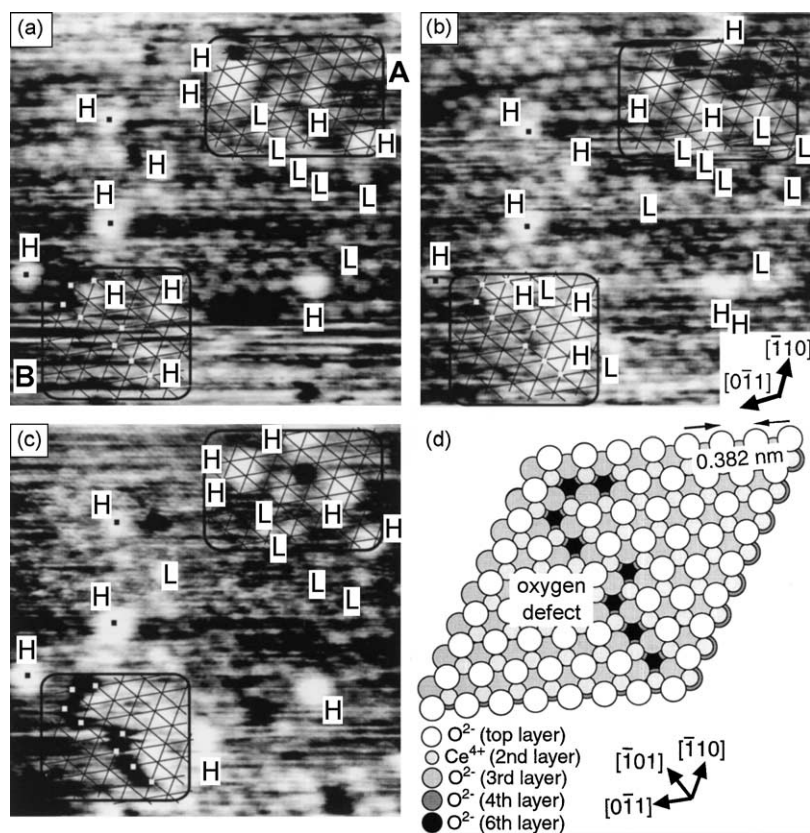 (a)
H
A
H
H
L
H
H
L
H
L
L
L
H
H
L
H
H
H
H
B
(b)
H
H
H
H
L
L
L
H
L
L
L
H
L
H
L
H
L
H
H
H
H
L
[1̄10]
[01̄1]
(c)
H
H
H
H
L
H
H
L
L
L
L
H
H
H
H
(d)
0.382 nm
oxygen
defect
O²⁻ (top layer)
Ce⁴⁺ (2nd layer)
O²⁻ (3rd layer)
O²⁻ (4th layer)
O²⁻ (6th layer)
[1̄01]
[1̄10]
[01̄1]